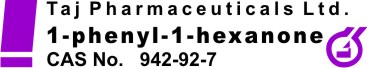 Taj Pharmaceuticals Ltd.
1-phenyl-1-hexanone
CAS No. 942-92-7